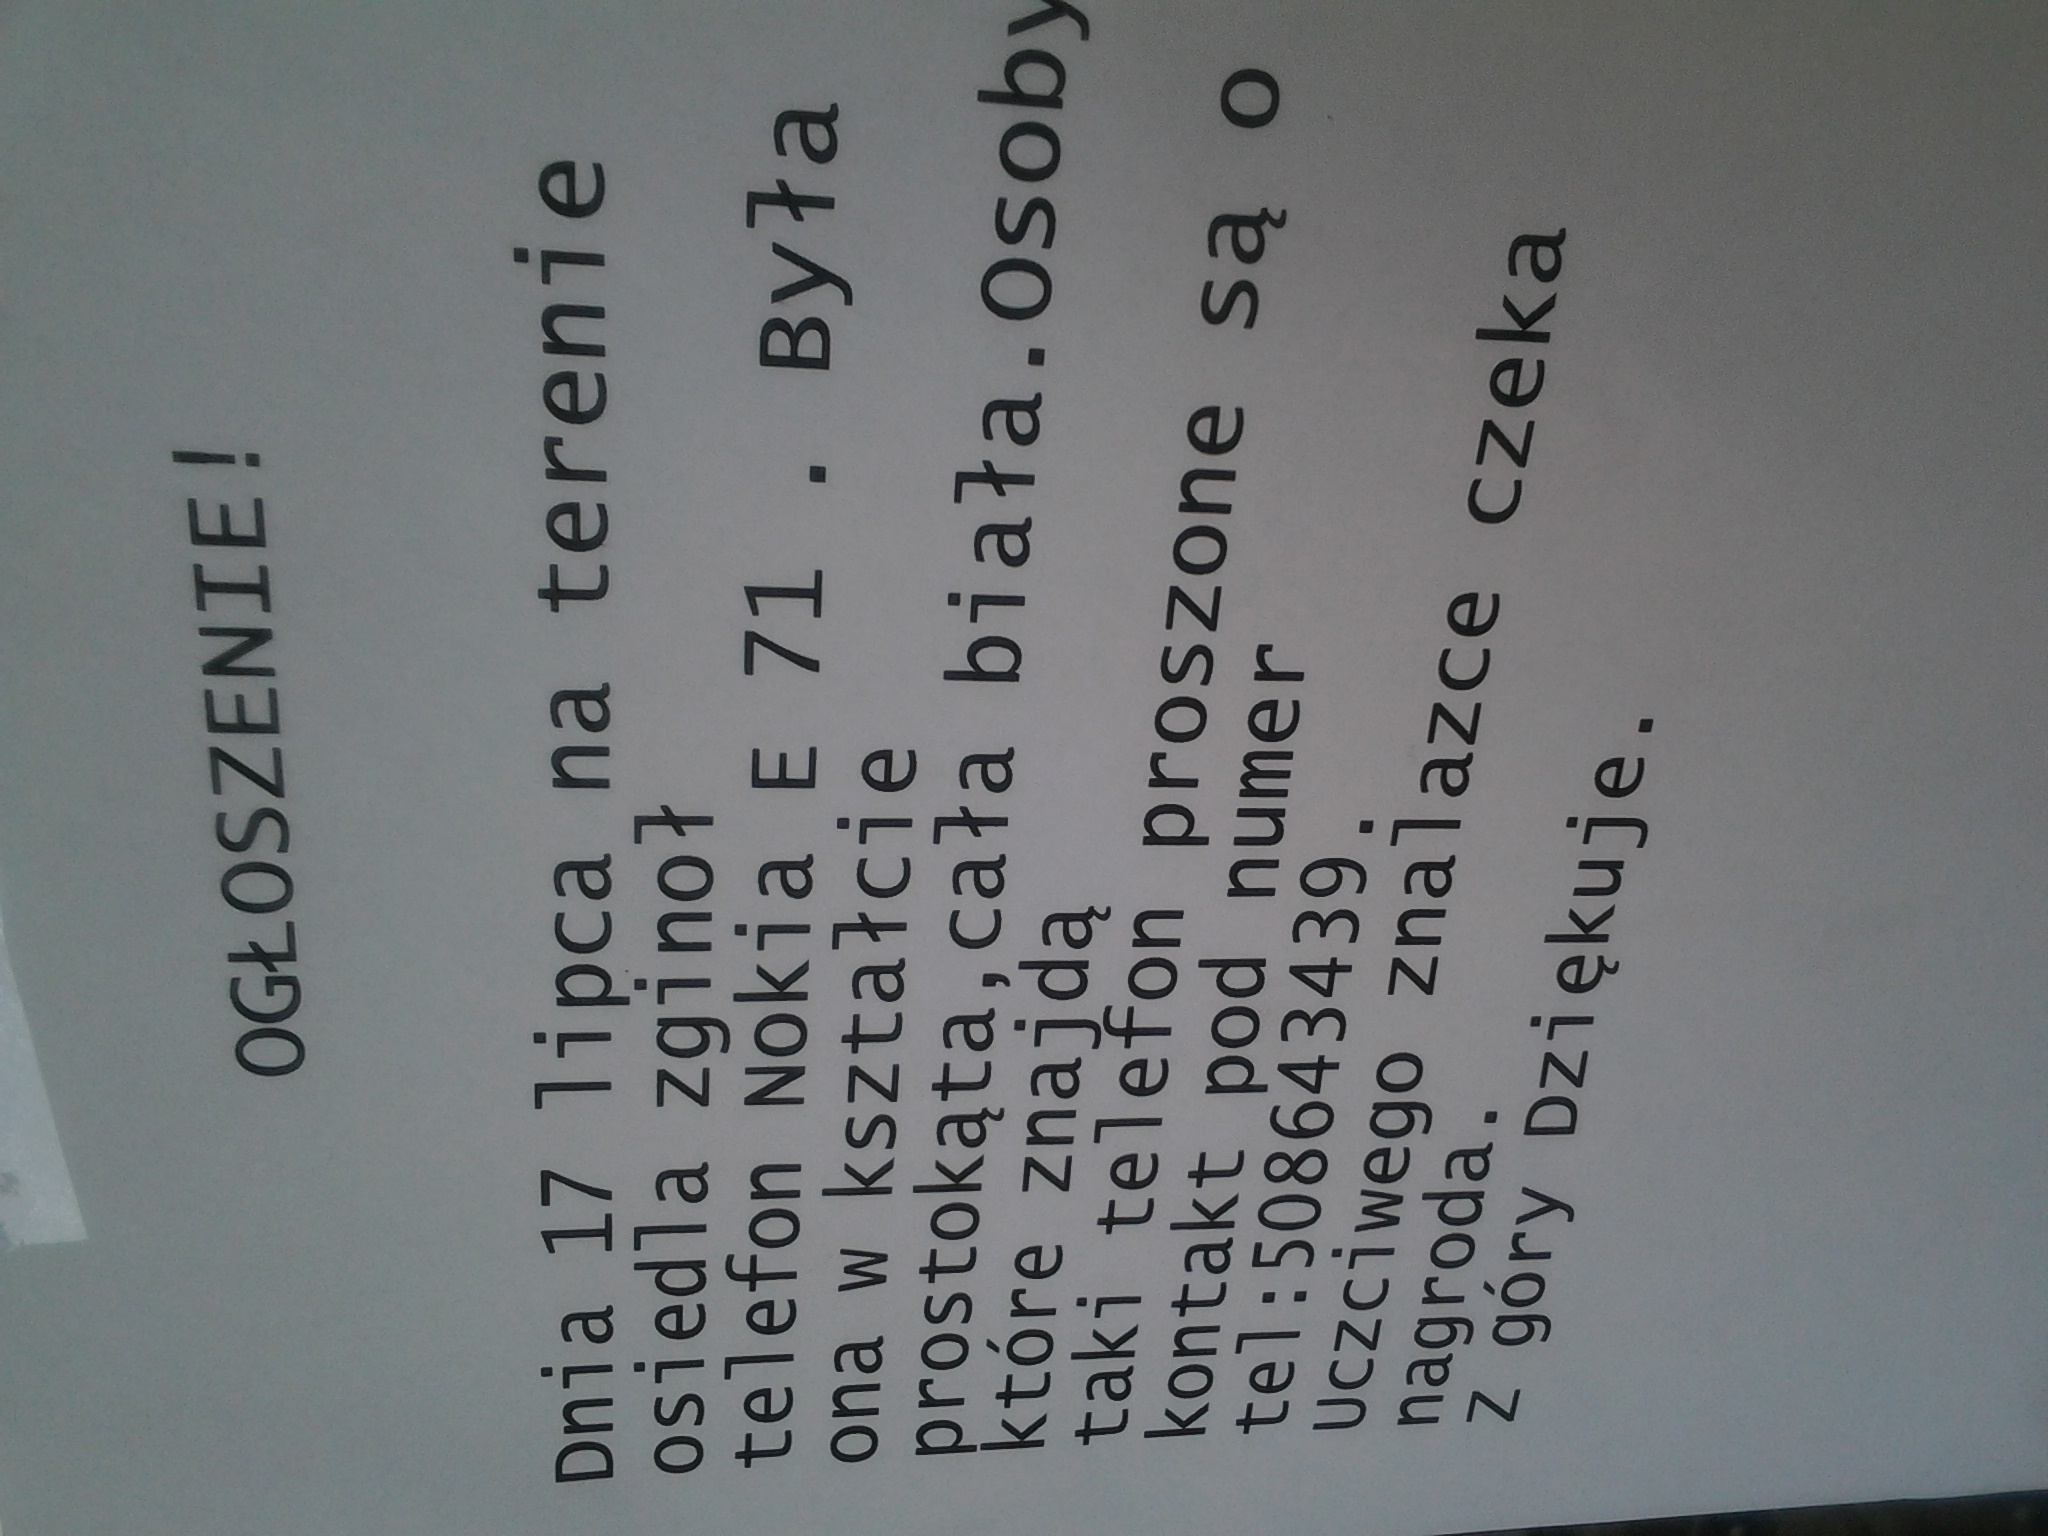 OGŁOSZENIE!
Dnia 17 lipca na terenie
osiedla zginoł
telefon Nokia E 71 . Była
ona w kształcie
prostokąta,cała biała.Osoby
które znajdą
taki telefon proszone są o
kontakt pod numer
tel:508643439.
Uczciwego znalazce czeka
nagroda.
Z góry Dziękuje.